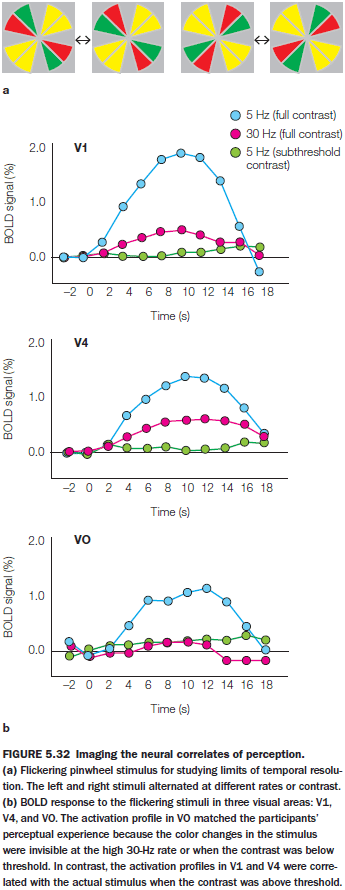 a
5 Hz (full contrast)
30 Hz (full contrast)
5 Hz (subthreshold
contrast)
V1
BOLD signal (%)
2.0
1.0
0.0
–2 0 2 4 6 8 10 12 14 16 18
Time (s)
V4
BOLD signal (%)
2.0
1.0
0.0
–2 0 2 4 6 8 10 12 14 16 18
Time (s)
VO
BOLD signal (%)
2.0
1.0
0.0
–2 0 2 4 6 8 10 12 14 16 18
Time (s)
b
FIGURE 5.32 Imaging the neural correlates of perception.
(a) Flickering pinwheel stimulus for studying limits of temporal resolu-
tion. The left and right stimuli alternated at different rates or contrast.
(b) BOLD response to the flickering stimuli in three visual areas: V1,
V4, and VO. The activation profile in VO matched the participants’
perceptual experience because the color changes in the stimulus
were invisible at the high 30-Hz rate or when the contrast was below
threshold. In contrast, the activation profiles in V1 and V4 were corre-
lated with the actual stimulus when the contrast was above threshold.